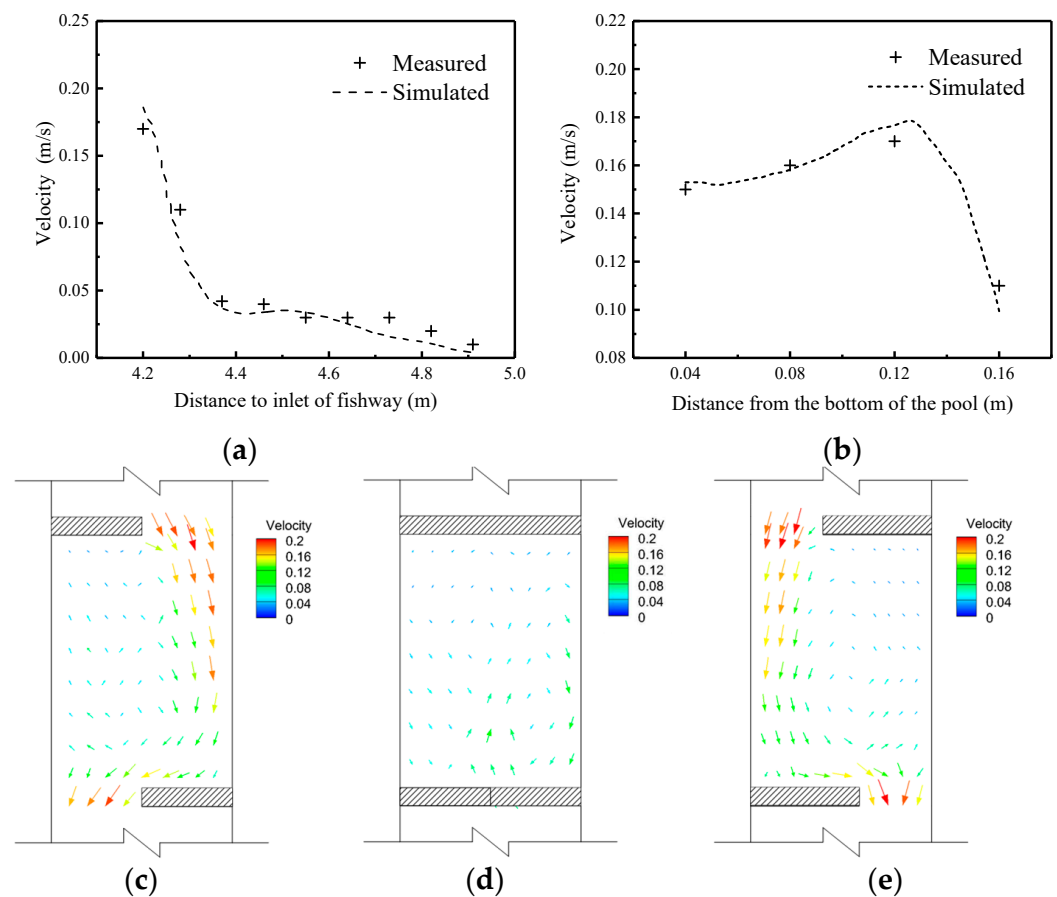 0.25
0.20
0.15
0.10
0.05
0.00
Velocity (m/s)
Measured
Simulated
4.2
4.4
4.6
4.8
5.0
Distance to inlet of fishway (m)
(a)
0.22
0.20
0.18
0.16
0.14
0.12
0.10
0.08
Velocity (m/s)
Measured
Simulated
0.04
0.08
0.12
0.16
Distance from the bottom of the pool (m)
(b)
Velocity
0.2
0.16
0.12
0.08
0.04
0
(c)
Velocity
0.2
0.16
0.12
0.08
0.04
0
(d)
Velocity
0.2
0.16
0.12
0.08
0.04
0
(e)